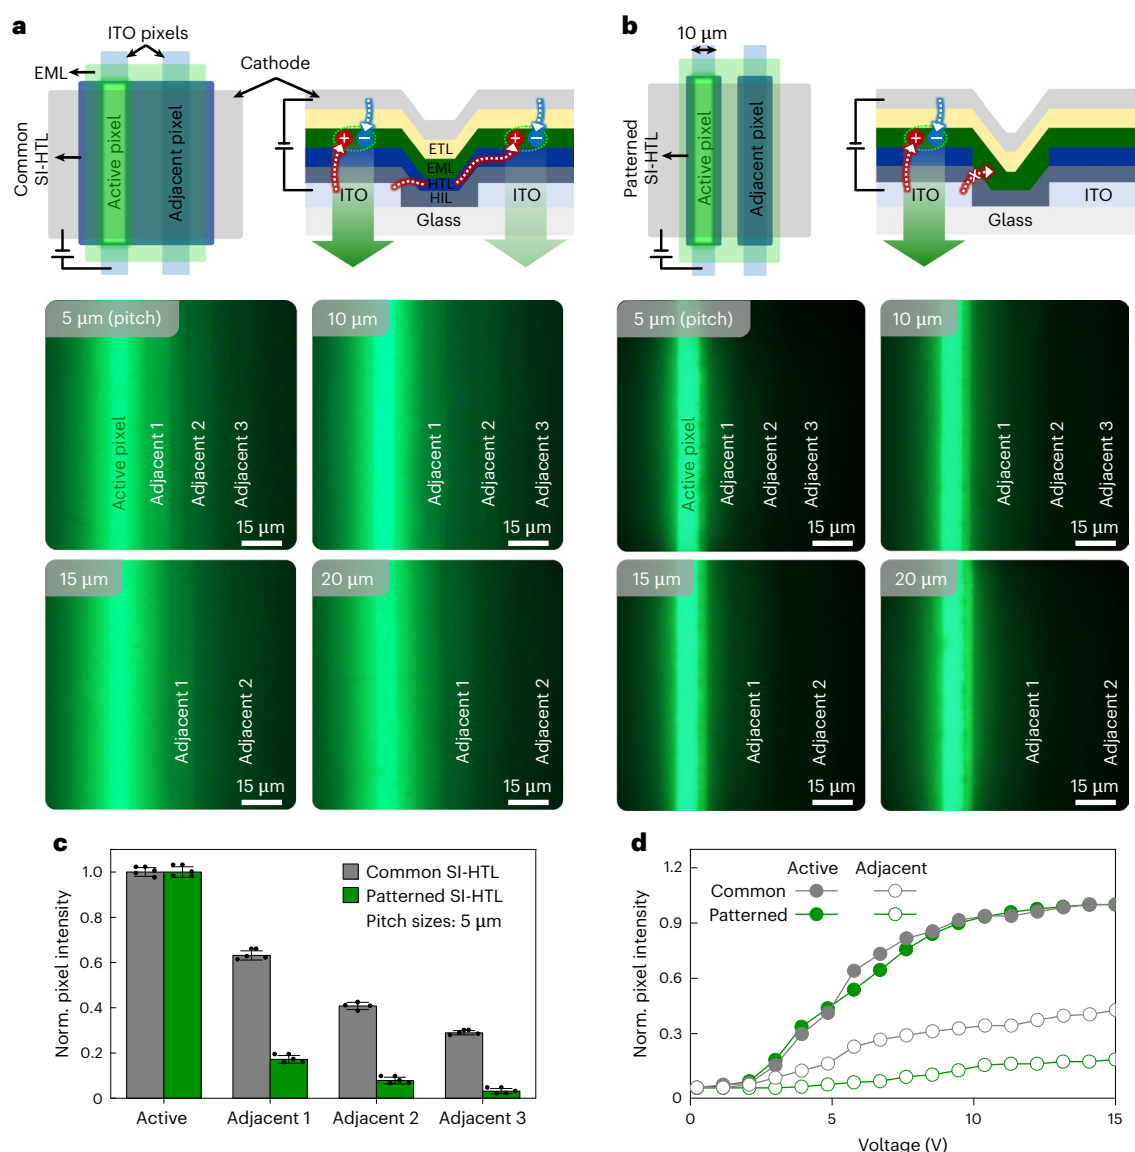 a
ITO pixels
EML
Cathode
Common
SI-HTL
Active pixel
Adjacent pixel
ETL
EML
HTL
HIL
ITO
ITO
Glass
+
−
+
−
5 µm (pitch)
Active pixel
Adjacent 1
Adjacent 2
Adjacent 3
15 µm
10 µm
Adjacent 1
Adjacent 2
Adjacent 3
15 µm
15 µm
Adjacent 1
Adjacent 2
15 µm
20 µm
Adjacent 1
Adjacent 2
15 µm
b
10 µm
Patterned
SI-HTL
Active pixel
Adjacent pixel
+
−
ITO
ITO
Glass
5 µm (pitch)
Active pixel
Adjacent 1
Adjacent 2
Adjacent 3
15 µm
10 µm
Adjacent 1
Adjacent 2
Adjacent 3
15 µm
15 µm
Adjacent 1
Adjacent 2
15 µm
20 µm
Adjacent 1
Adjacent 2
15 µm
c
Norm. pixel intensity
1.0
0.8
0.6
0.4
0.2
0
Common SI-HTL
Patterned SI-HTL
Pitch sizes: 5 µm
Active
Adjacent 1
Adjacent 2
Adjacent 3
d
Norm. pixel intensity
1.2
0.9
0.6
0.3
0
Active
Adjacent
Common
Patterned
0
5
10
15
Voltage (V)